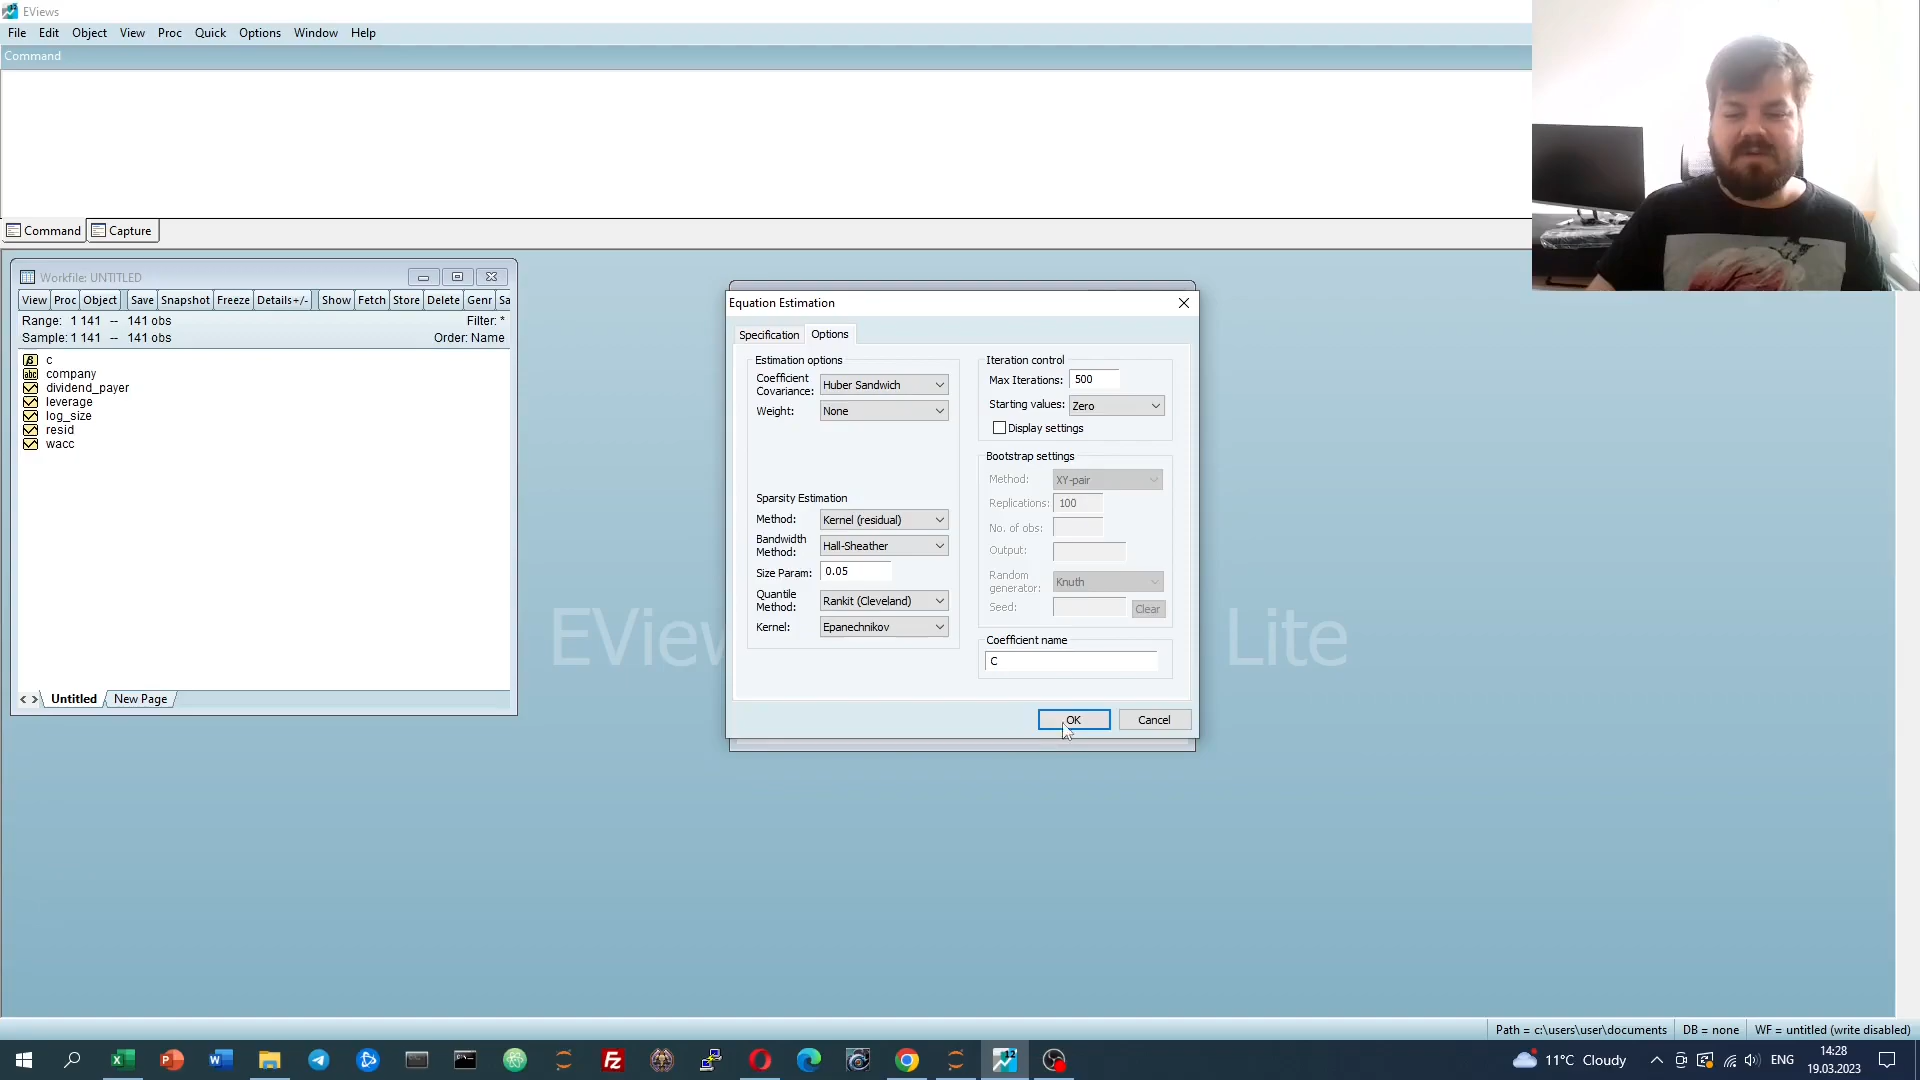 EViews
File Edit Object View Proc Quick Options Window Help
Command
Command Capture
Workfile: UNTITLED
View Proc Object Save Snapshot Freeze Details+/- Show Fetch Store Delete Genr Sa
Range: 1 141 -- 141 obs Filter: *
Sample: 1 141 -- 141 obs Order: Name
c
company
dividend_payer
leverage
log_size
resid
wacc
< > Untitled New Page
Equation Estimation
Specification Options
Estimation options
Coefficient
Covariance: Huber Sandwich
Weight: None
Sparsity Estimation
Method: Kernel (residual)
Bandwidth
Method: Hall-Sheather
Size Param: 0.05
Quantile
Method: Rankit (Cleveland)
Kernel: Epanechnikov
Iteration control
Max Iterations: 500
Starting values: Zero
Display settings
Bootstrap settings
Method: XY-pair
Replications: 100
No. of obs:
Output:
Random
generator: Knuth
Seed: Clear
Coefficient name
C
OK Cancel
EView Lite
Path = c:\users\user\documents DB = none WF = untitled (write disabled)
11°C Cloudy ENG 14:28
19.03.2023